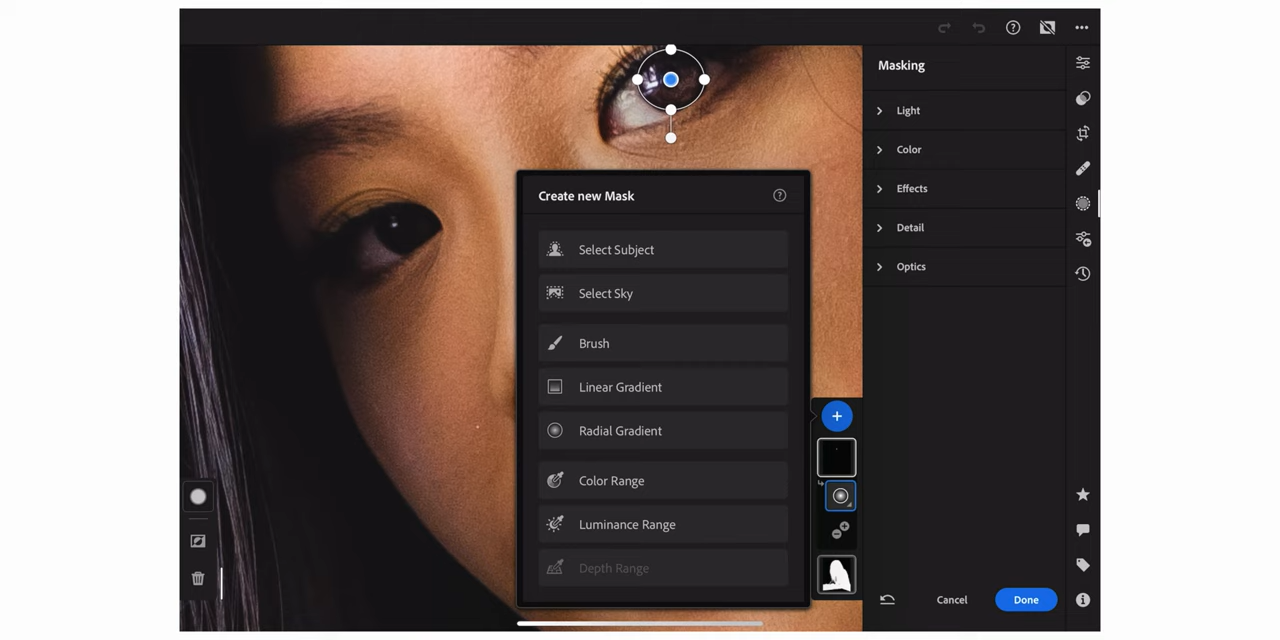 Masking
Light
Color
Effects
Detail
Optics
Create new Mask
Select Subject
Select Sky
Brush
Linear Gradient
Radial Gradient
Color Range
Luminance Range
Depth Range
Cancel
Done